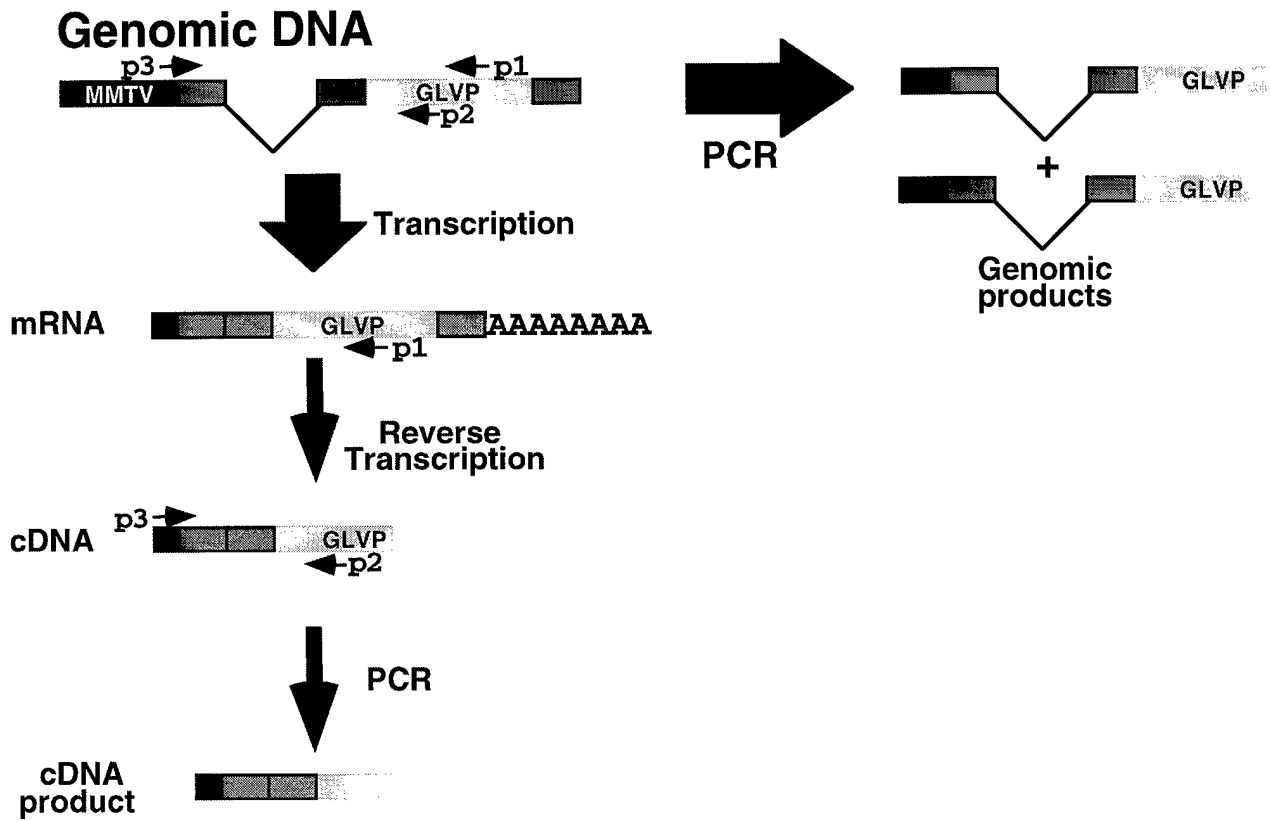 Genomic DNA
p3
p1
MMTV
GLVP
p2
PCR
GLVP
+
GLVP
Genomic
products
Transcription
mRNA
GLVP
AAAAAAAA
p1
Reverse
Transcription
p3
cDNA
GLVP
p2
PCR
cDNA
product